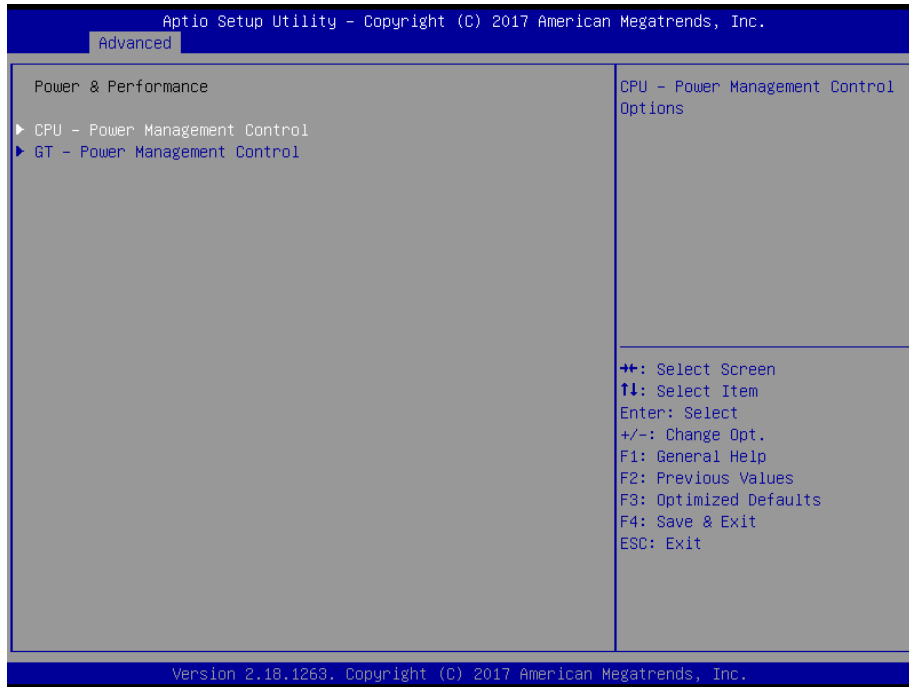 Aptio Setup Utility – Copyright (C) 2017 American Megatrends, Inc.
Advanced
Power & Performance
▶ CPU – Power Management Control
▶ GT – Power Management Control
CPU – Power Management Control
Options
→←: Select Screen
↑↓: Select Item
Enter: Select
+/-: Change Opt.
F1: General Help
F2: Previous Values
F3: Optimized Defaults
F4: Save & Exit
ESC: Exit
Version 2.18.1263. Copyright (C) 2017 American Megatrends, Inc.